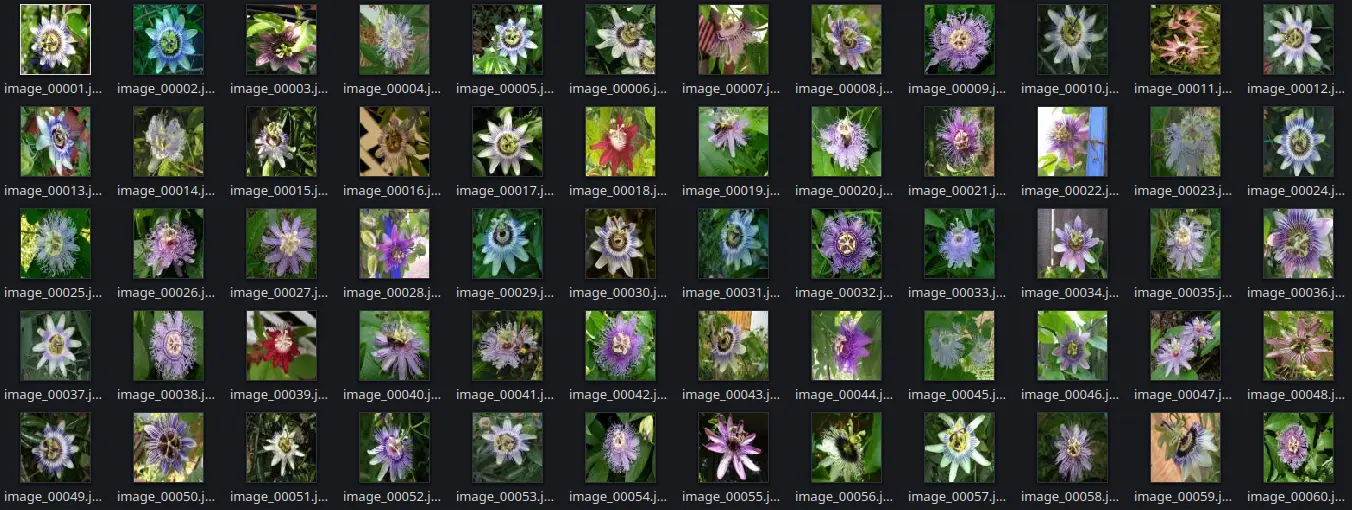 image_00001.j... image_00002.j... image_00003.j... image_00004.j... image_00005.j... image_00006.j... image_00007.j... image_00008.j... image_00009.j... image_00010.j... image_00011.j... image_00012.j...
image_00013.j... image_00014.j... image_00015.j... image_00016.j... image_00017.j... image_00018.j... image_00019.j... image_00020.j... image_00021.j... image_00022.j... image_00023.j... image_00024.j...
image_00025.j... image_00026.j... image_00027.j... image_00028.j... image_00029.j... image_00030.j... image_00031.j... image_00032.j... image_00033.j... image_00034.j... image_00035.j... image_00036.j...
image_00037.j... image_00038.j... image_00039.j... image_00040.j... image_00041.j... image_00042.j... image_00043.j... image_00044.j... image_00045.j... image_00046.j... image_00047.j... image_00048.j...
image_00049.j... image_00050.j... image_00051.j... image_00052.j... image_00053.j... image_00054.j... image_00055.j... image_00056.j... image_00057.j... image_00058.j... image_00059.j... image_00060.j...